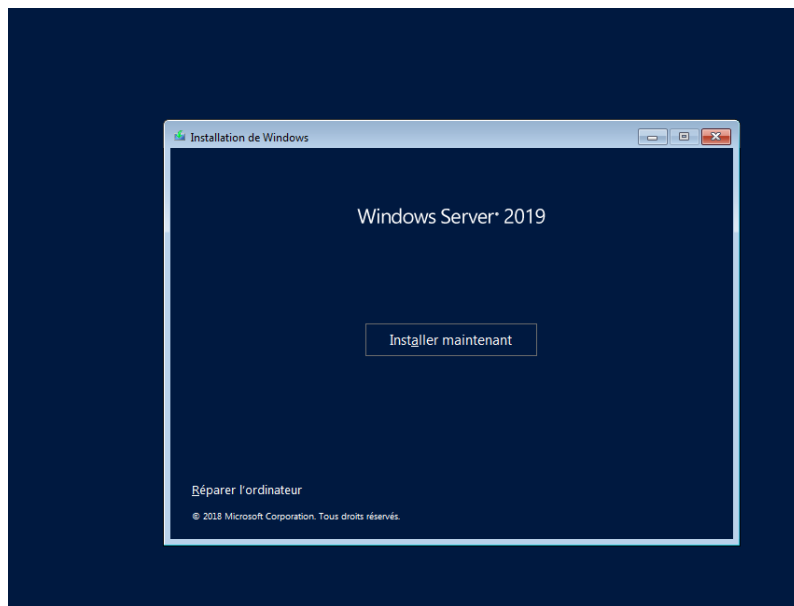 Installation de Windows
Windows Server® 2019
Installer maintenant
Réparer l'ordinateur
© 2018 Microsoft Corporation. Tous droits réservés.